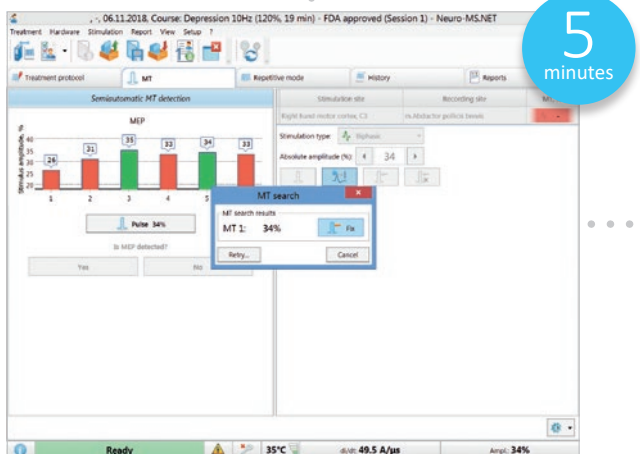 , -, 06.11.2018, Course: Depression 10Hz (120%, 19 min) - FDA approved (Session 1) - Neuro-MS.NET
Treatment Hardware Stimulation Report View Setup ?
5
minutes
Treatment protocol
MT
Repetitive mode
History
Reports
Semiautomatic MT detection
Stimulation site
Recording site
Right hand motor cortex, C3
m.Abductor pollicis brevis
MEP
Stimulus amplitude, %
40
35
30
25
20
26
31
35
33
34
33
1 2 3 4 5
Stimulation type: Biphasic
Absolute amplitude (%): 34
Pulse 34%
Is MEP detected?
Yes
No
MT search
MT search results
MT 1: 34%
Fix
Retry...
Cancel
Ready
35°C
di/dt: 49.5 A/µs
Ampl.: 34%